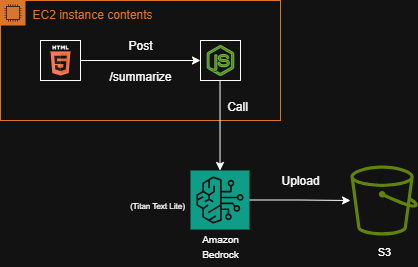 EC2 instance contents
HTML
5
Post
/summarize
JS
Call
(Titan Text Lite)
Upload
Amazon
Bedrock
S3